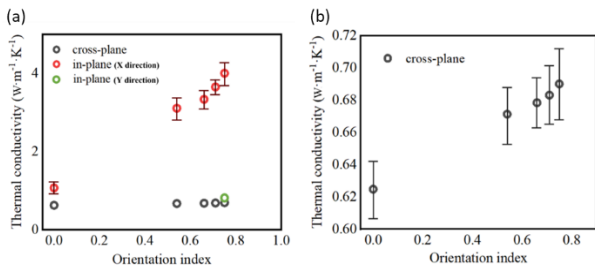 (a)
Thermal conductivity (W·m⁻¹·K⁻¹)
4
2
0
cross-plane
in-plane (X direction)
in-plane (Y direction)
0.0 0.2 0.4 0.6 0.8 1.0
Orientation index
(b)
Thermal conductivity (W·m⁻¹·K⁻¹)
0.72
0.70
0.68
0.66
0.64
0.62
0.60
cross-plane
0.0 0.2 0.4 0.6 0.8
Orientation index